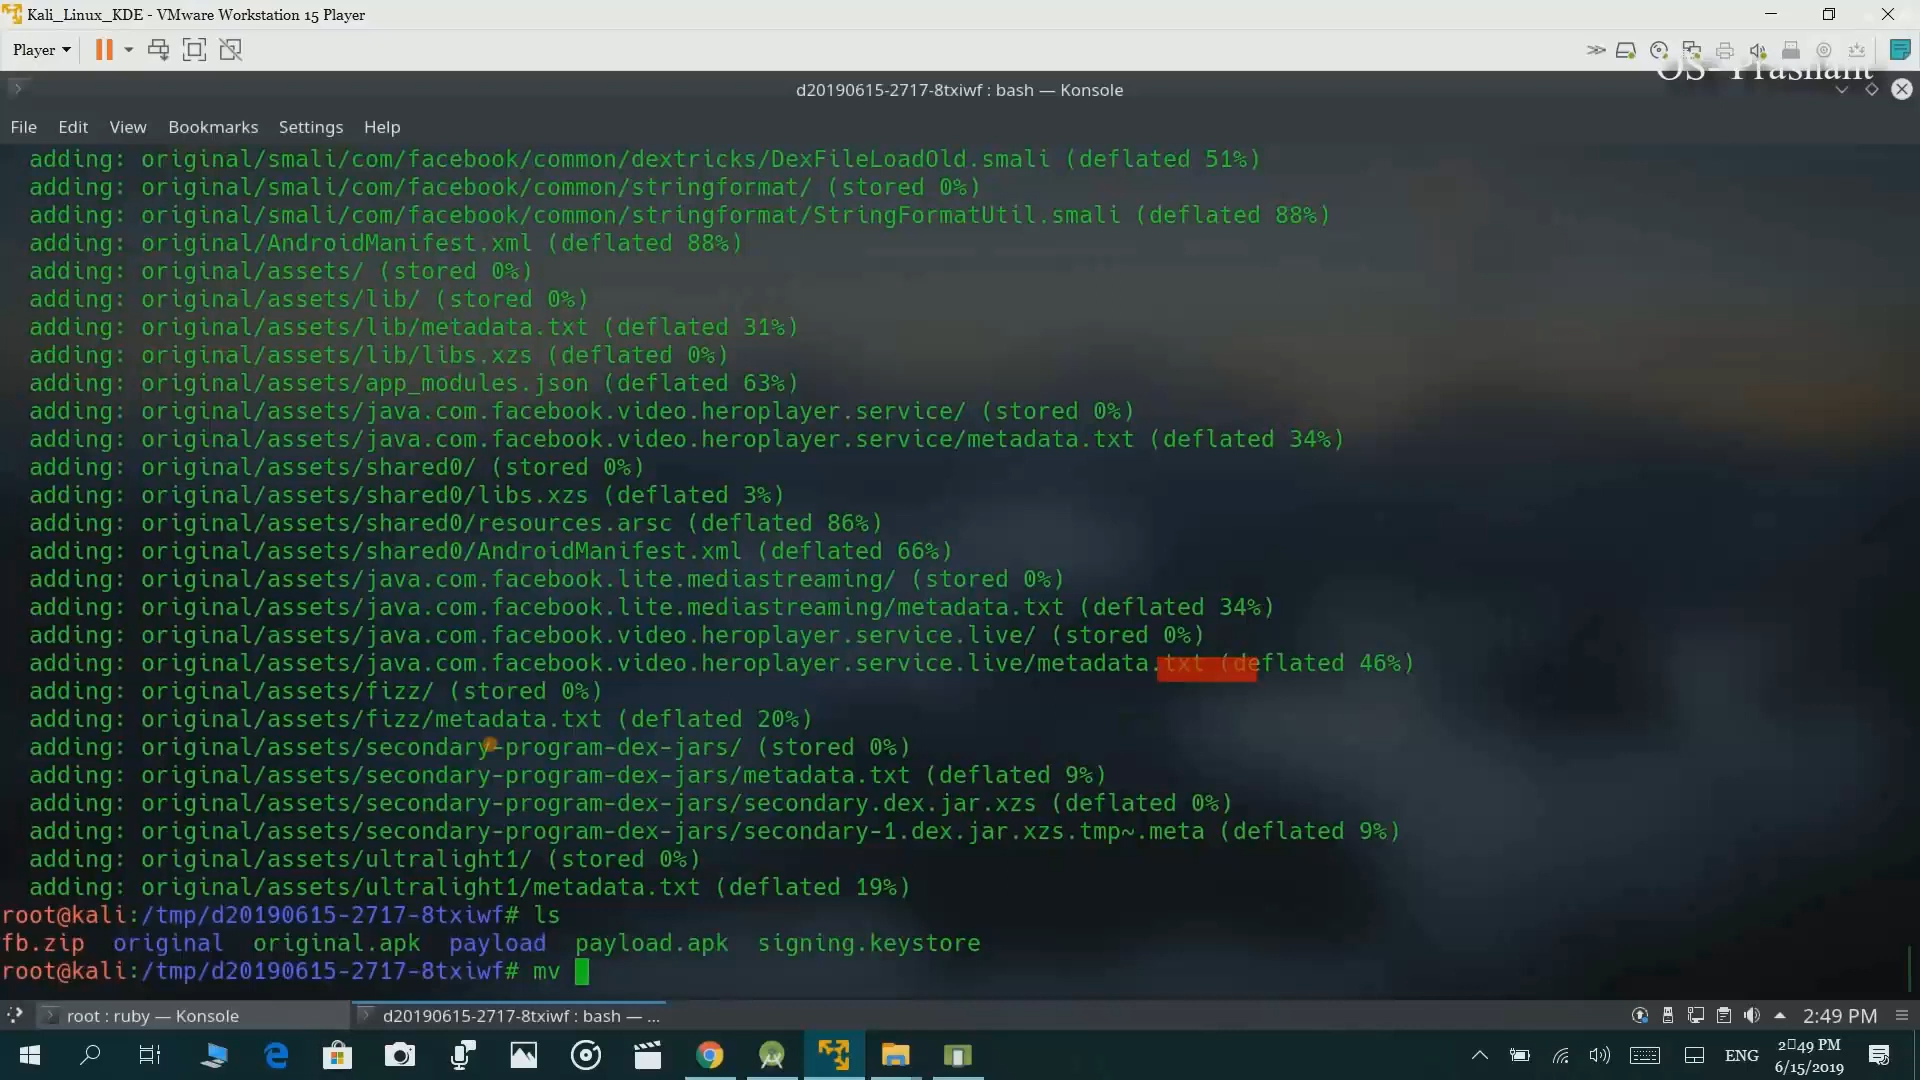 Kali_Linux_KDE - VMware Workstation 15 Player
Player
OS- Prashant
d20190615-2717-8txiwf : bash — Konsole
File Edit View Bookmarks Settings Help
adding: original/smali/com/facebook/common/dextricks/DexFileLoadOld.smali (deflated 51%)
adding: original/smali/com/facebook/common/stringformat/ (stored 0%)
adding: original/smali/com/facebook/common/stringformat/StringFormatUtil.smali (deflated 88%)
adding: original/AndroidManifest.xml (deflated 88%)
adding: original/assets/ (stored 0%)
adding: original/assets/lib/ (stored 0%)
adding: original/assets/lib/metadata.txt (deflated 31%)
adding: original/assets/lib/libs.xzs (deflated 0%)
adding: original/assets/app_modules.json (deflated 63%)
adding: original/assets/java.com.facebook.video.heroplayer.service/ (stored 0%)
adding: original/assets/java.com.facebook.video.heroplayer.service/metadata.txt (deflated 34%)
adding: original/assets/shared0/ (stored 0%)
adding: original/assets/shared0/libs.xzs (deflated 3%)
adding: original/assets/shared0/resources.arsc (deflated 86%)
adding: original/assets/shared0/AndroidManifest.xml (deflated 66%)
adding: original/assets/java.com.facebook.lite.mediastreaming/ (stored 0%)
adding: original/assets/java.com.facebook.lite.mediastreaming/metadata.txt (deflated 34%)
adding: original/assets/java.com.facebook.video.heroplayer.service.live/ (stored 0%)
adding: original/assets/java.com.facebook.video.heroplayer.service.live/metadata.txt (deflated 46%)
adding: original/assets/fizz/ (stored 0%)
adding: original/assets/fizz/metadata.txt (deflated 20%)
adding: original/assets/secondary-program-dex-jars/ (stored 0%)
adding: original/assets/secondary-program-dex-jars/metadata.txt (deflated 9%)
adding: original/assets/secondary-program-dex-jars/secondary.dex.jar.xzs (deflated 0%)
adding: original/assets/secondary-program-dex-jars/secondary-1.dex.jar.xzs.tmp~.meta (deflated 9%)
adding: original/assets/ultralight1/ (stored 0%)
adding: original/assets/ultralight1/metadata.txt (deflated 19%)
root@kali:/tmp/d20190615-2717-8txiwf# ls
fb.zip original original.apk payload payload.apk signing.keystore
root@kali:/tmp/d20190615-2717-8txiwf# mv
root : ruby — Konsole
d20190615-2717-8txiwf : bash — ...
2:49 PM
ENG
2:49 PM
6/15/2019